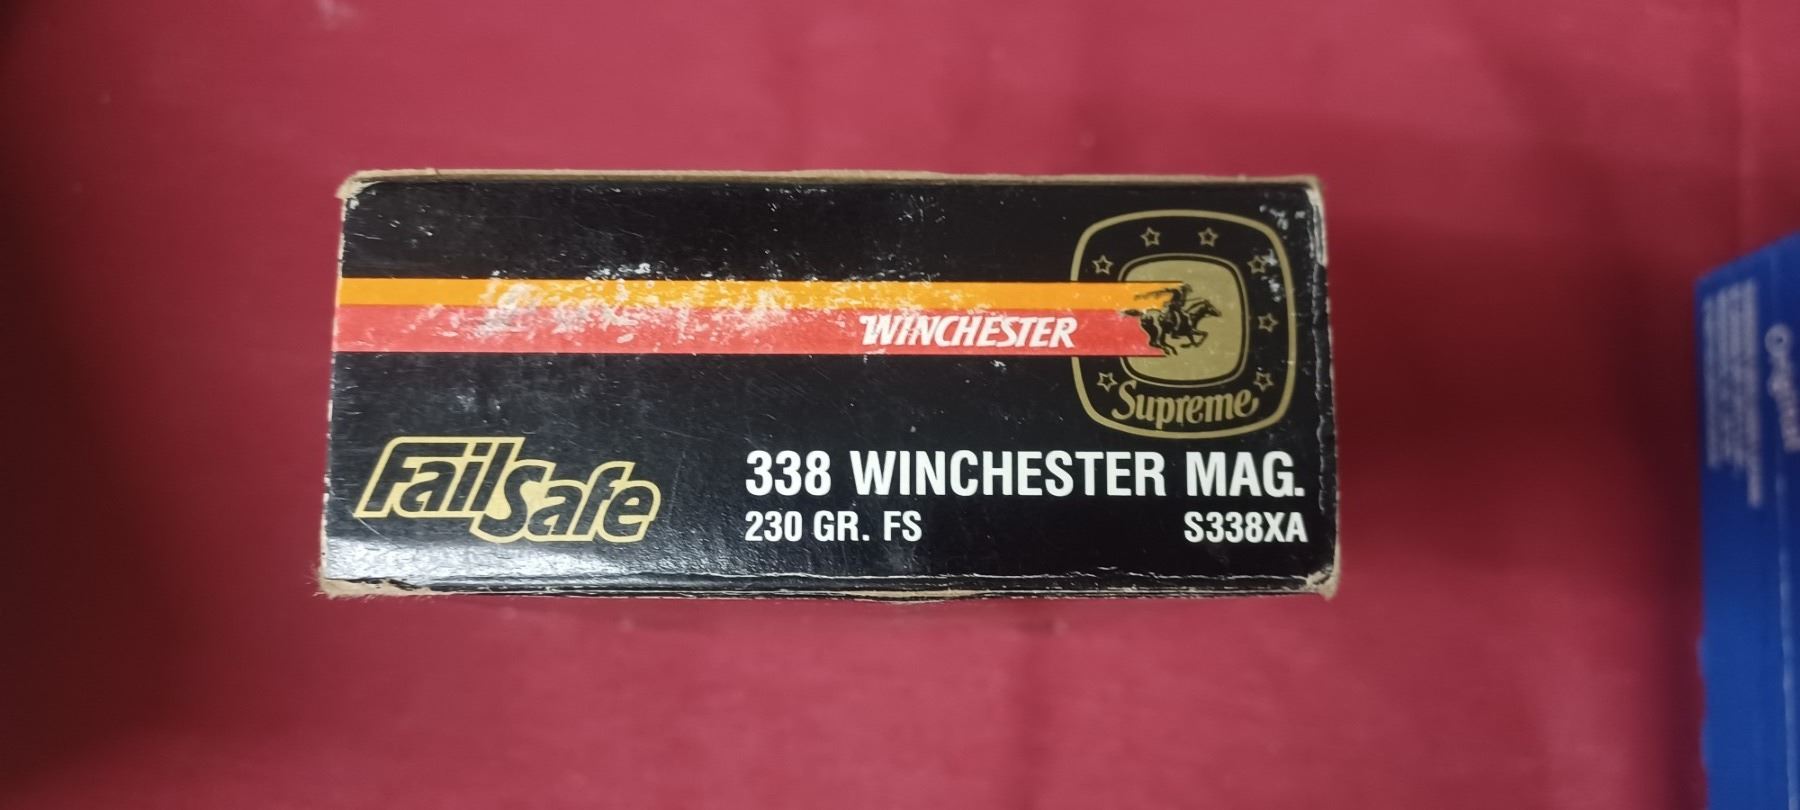 WINCHESTER
Supreme
FailSafe
338 WINCHESTER MAG.
230 GR. FS S338XA